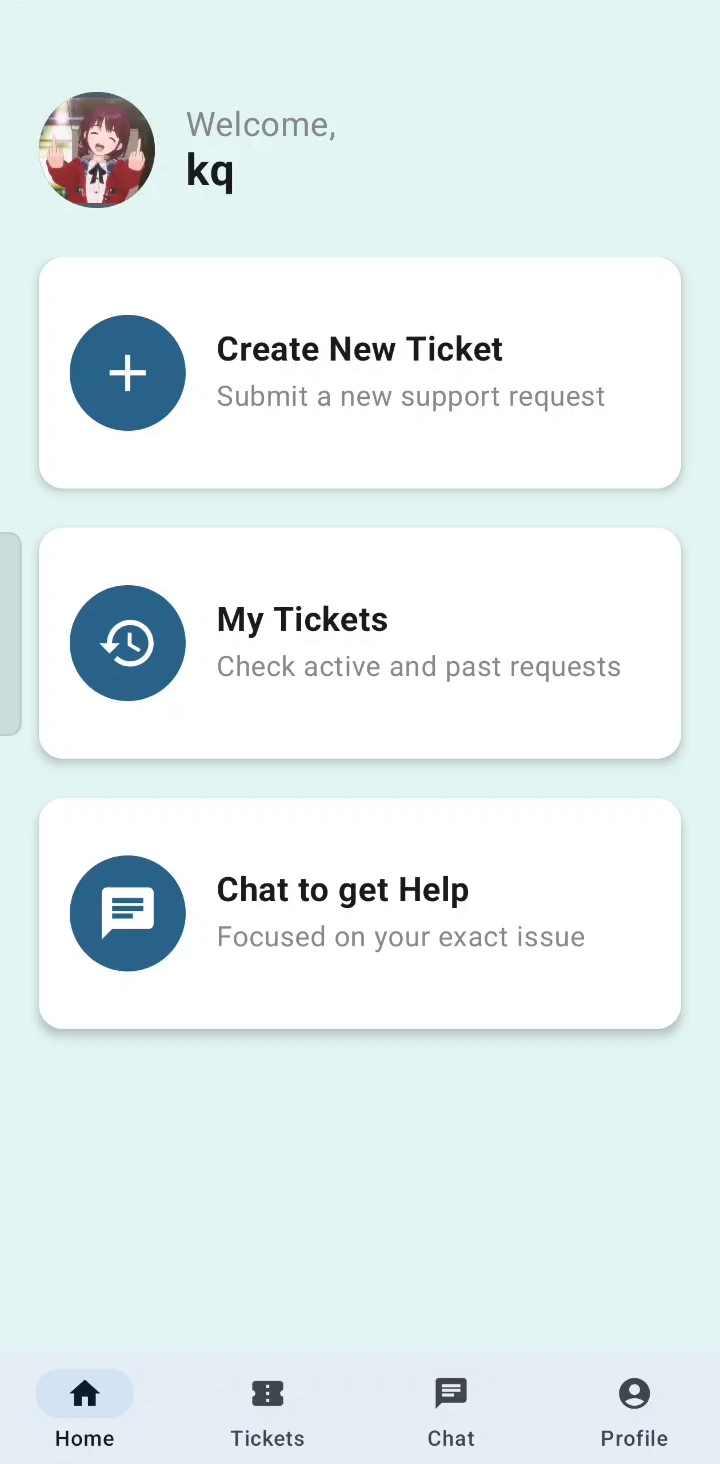 Welcome,
kq
Create New Ticket
Submit a new support request
My Tickets
Check active and past requests
Chat to get Help
Focused on your exact issue
Home
Tickets
Chat
Profile